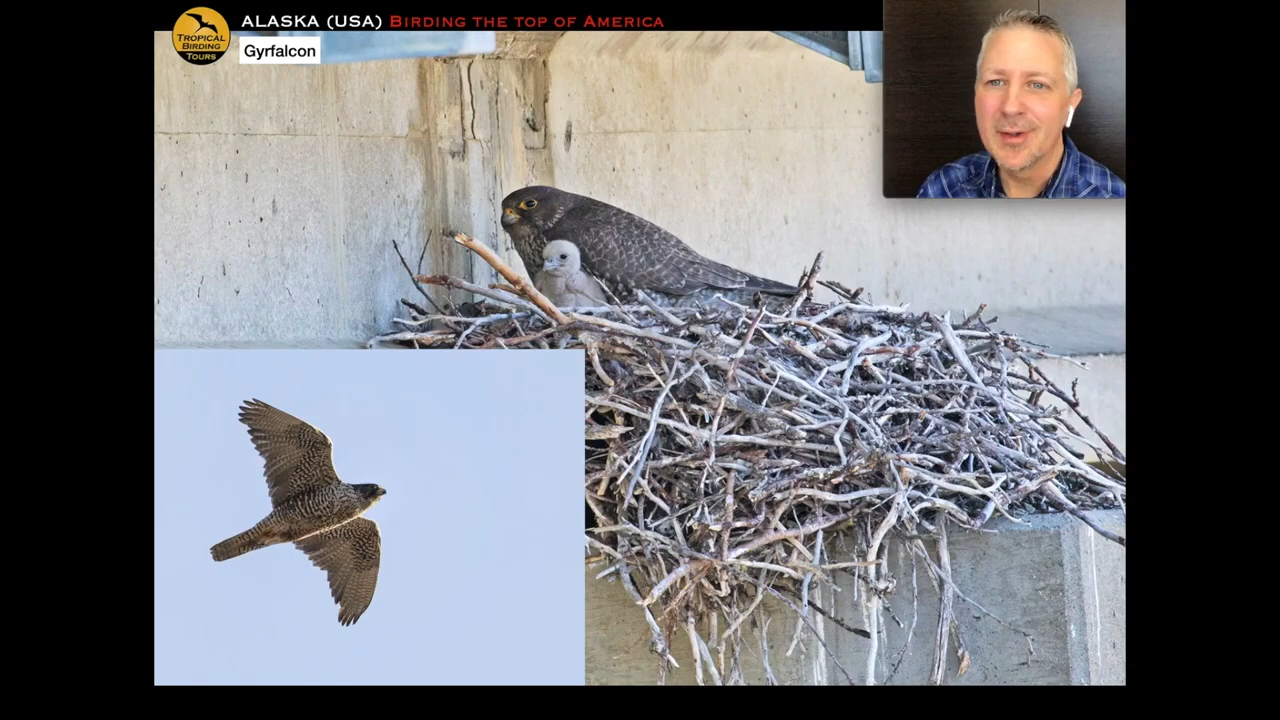 ALASKA (USA) BIRDING THE TOP OF AMERICA
TROPICAL
BIRDING
TOURS
Gyrfalcon